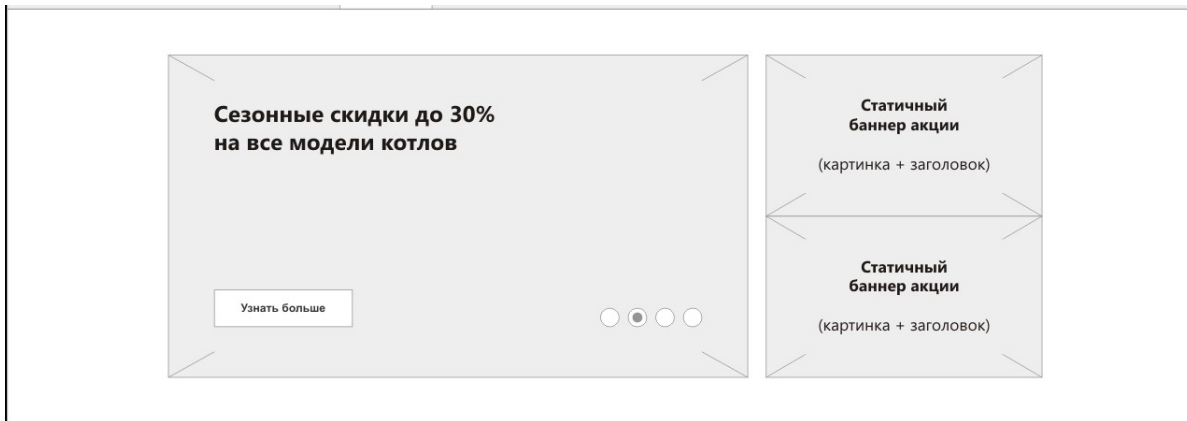 Сезонные скидки до 30%
на все модели котлов
Узнать больше
Статичный
баннер акции
(картинка + заголовок)
Статичный
баннер акции
(картинка + заголовок)